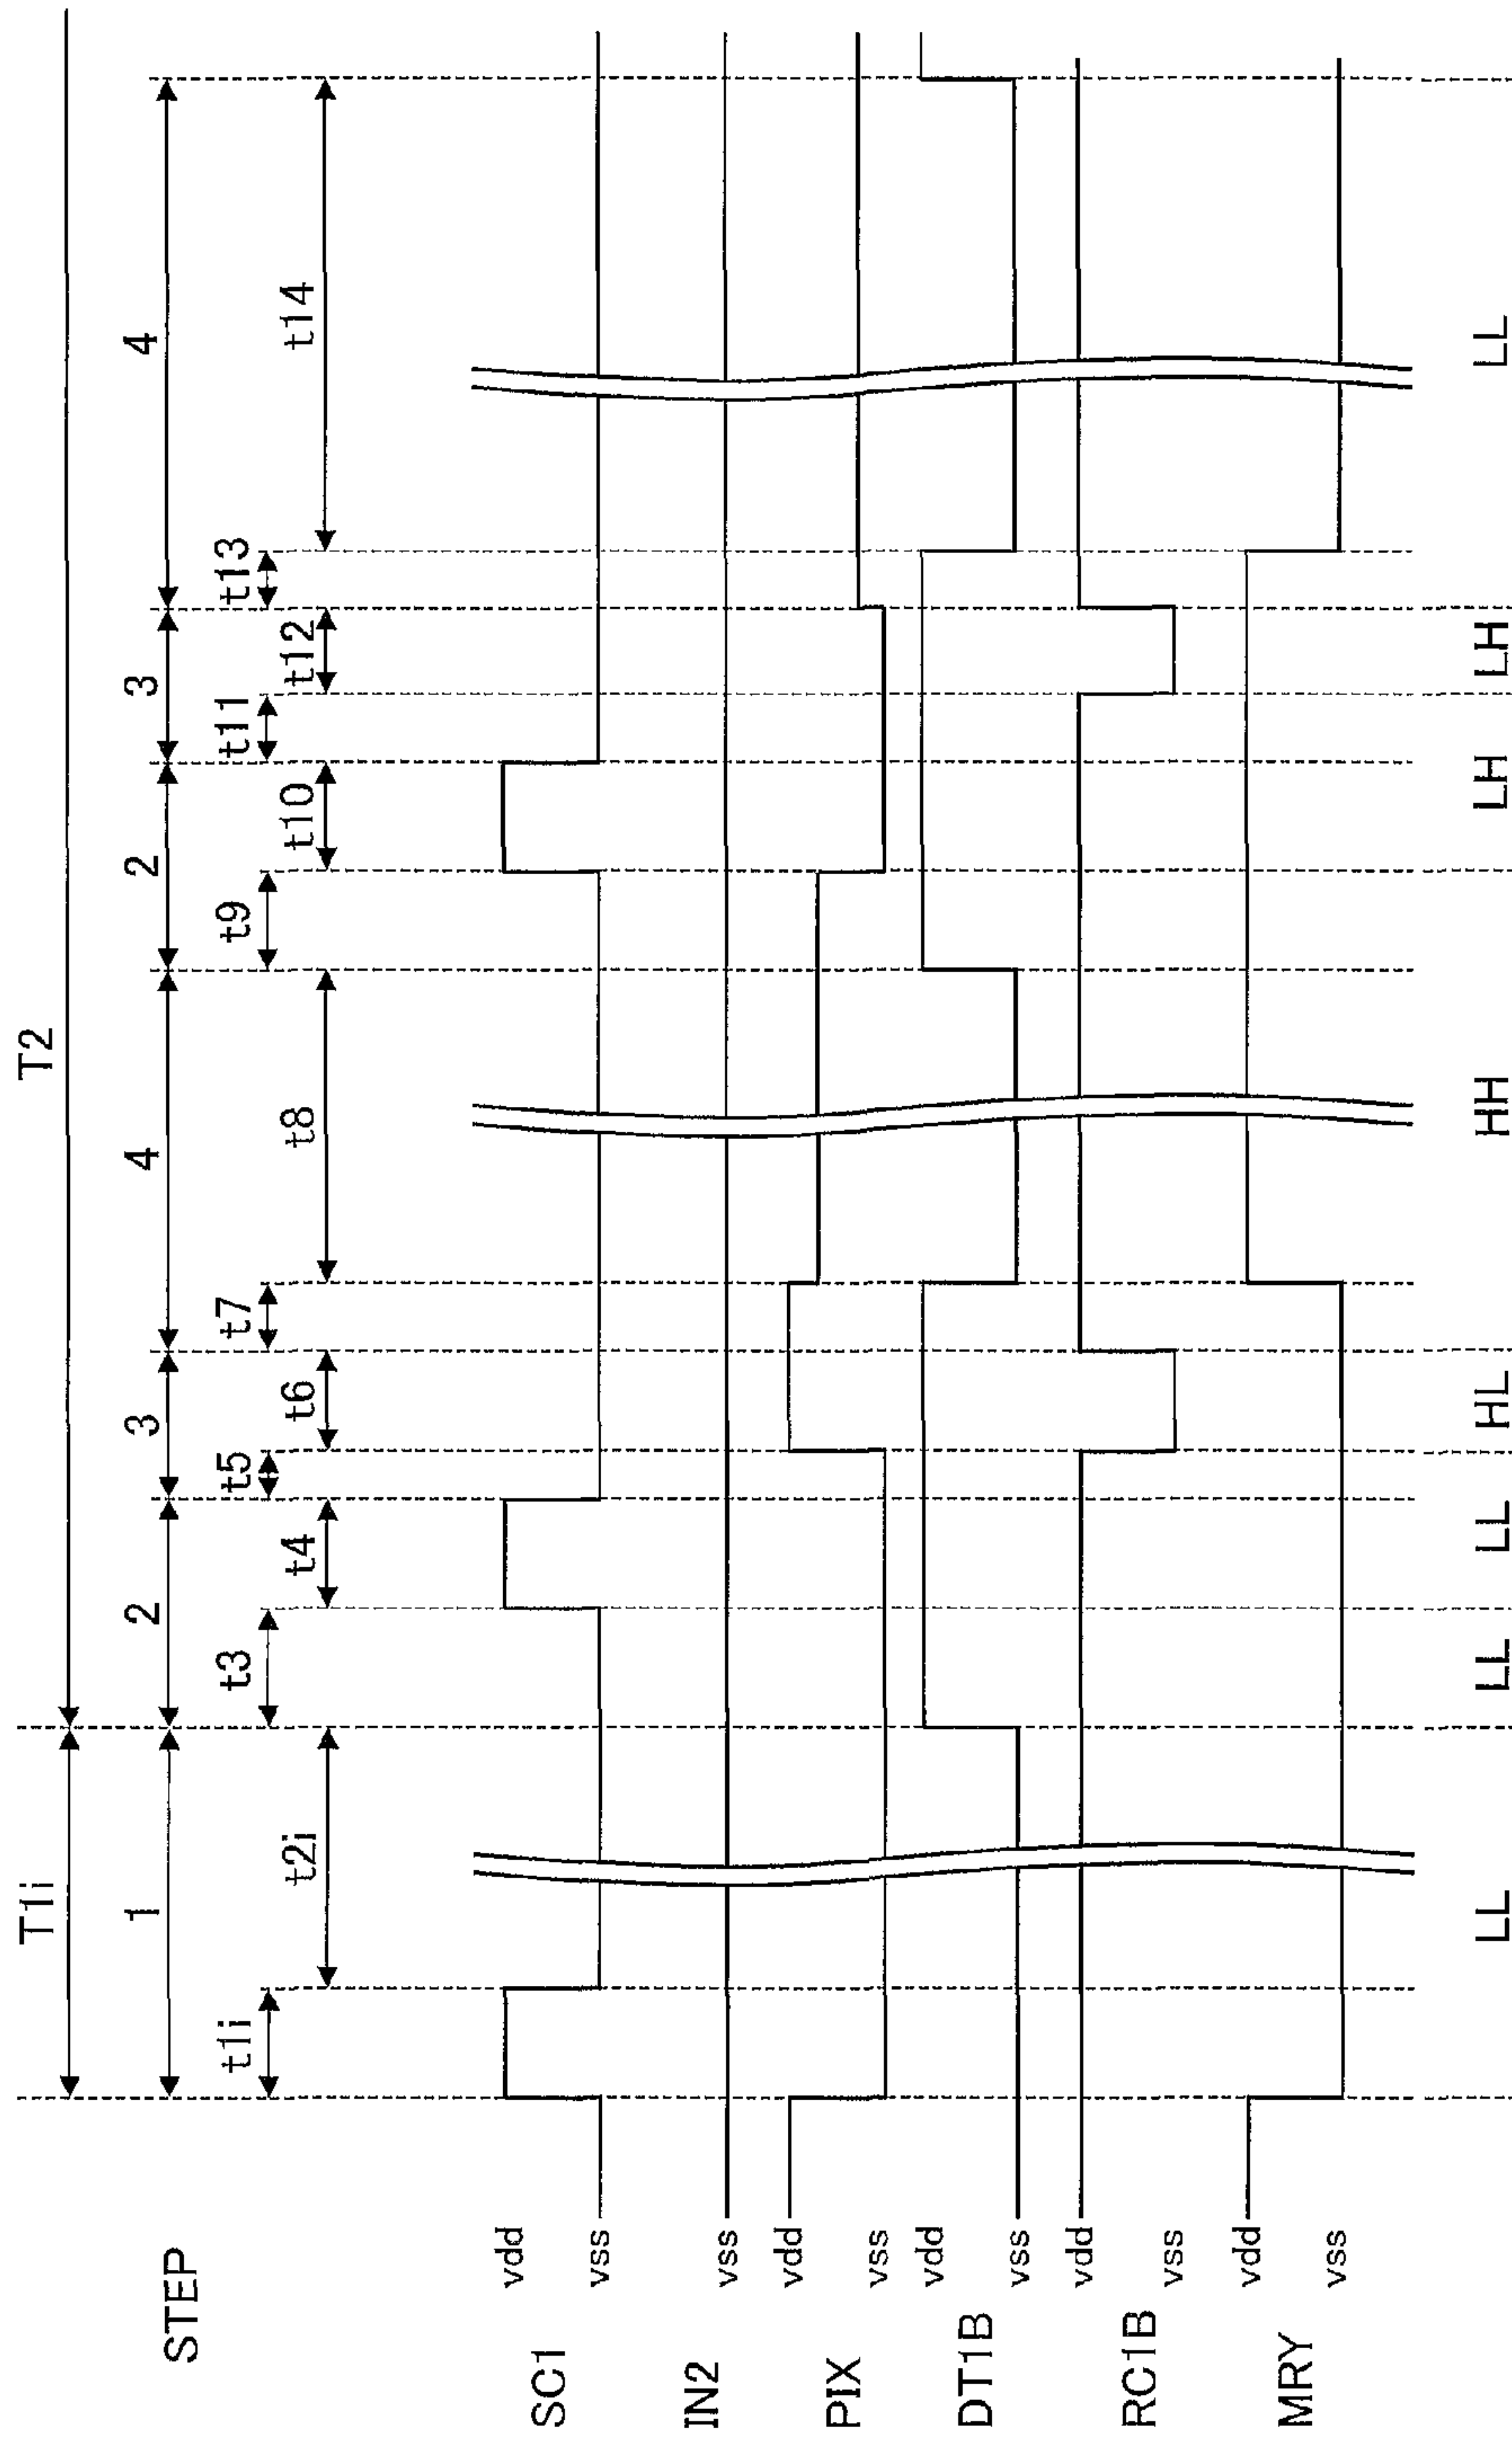 T1i T2
STEP 1 2 3 4 2 3 4
t1i t3 t5 t7 t9 t11 t13
t2i t4 t6 t8 t10 t12 t14
SC1 vdd
vss
IN2 vss
PIX vdd
vss
DT1B vdd
vss
RC1B vdd
vss
MRY vdd
vss
LL LL LL HL HH LH LH LL